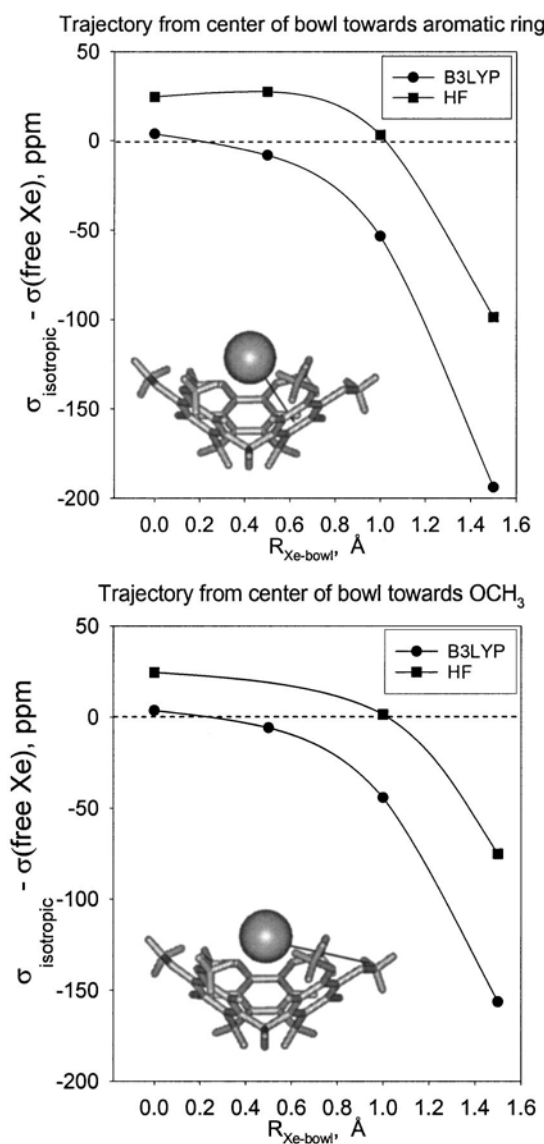 Trajectory from center of bowl towards aromatic ring
B3LYP
HF
50
0
-50
-100
-150
-200
σisotropic - σ(free Xe), ppm
0.0 0.2 0.4 0.6 0.8 1.0 1.2 1.4 1.6
RXe-bowl, Å
Trajectory from center of bowl towards OCH3
B3LYP
HF
50
0
-50
-100
-150
-200
σisotropic - σ(free Xe), ppm
0.0 0.2 0.4 0.6 0.8 1.0 1.2 1.4 1.6
RXe-bowl, Å